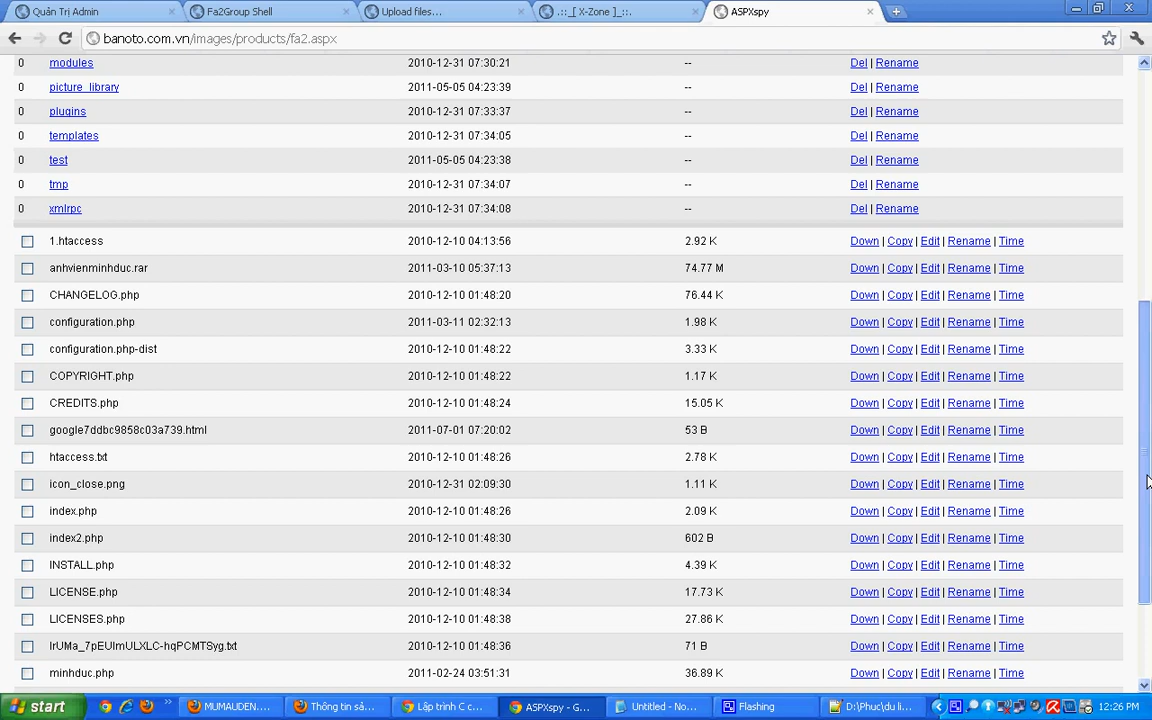 Quản Trị Admin
Fa2Group Shell
Upload files...
.::_[ X-Zone ]_::.
ASPXspy
banoto.com.vn/images/products/fa2.aspx
0 modules 2010-12-31 07:30:21 -- Del | Rename
0 picture_library 2011-05-05 04:23:39 -- Del | Rename
0 plugins 2010-12-31 07:33:37 -- Del | Rename
0 templates 2010-12-31 07:34:05 -- Del | Rename
0 test 2011-05-05 04:23:38 -- Del | Rename
0 tmp 2010-12-31 07:34:07 -- Del | Rename
0 xmlrpc 2010-12-31 07:34:08 -- Del | Rename
1.htaccess 2010-12-10 04:13:56 2.92 K Down | Copy | Edit | Rename | Time
anhvienminhduc.rar 2011-03-10 05:37:13 74.77 M Down | Copy | Edit | Rename | Time
CHANGELOG.php 2010-12-10 01:48:20 76.44 K Down | Copy | Edit | Rename | Time
configuration.php 2011-03-11 02:32:13 1.98 K Down | Copy | Edit | Rename | Time
configuration.php-dist 2010-12-10 01:48:22 3.33 K Down | Copy | Edit | Rename | Time
COPYRIGHT.php 2010-12-10 01:48:22 1.17 K Down | Copy | Edit | Rename | Time
CREDITS.php 2010-12-10 01:48:24 15.05 K Down | Copy | Edit | Rename | Time
google7ddbc9858c03a739.html 2011-07-01 07:20:02 53 B Down | Copy | Edit | Rename | Time
htaccess.txt 2010-12-10 01:48:26 2.78 K Down | Copy | Edit | Rename | Time
icon_close.png 2010-12-31 02:09:30 1.11 K Down | Copy | Edit | Rename | Time
index.php 2010-12-10 01:48:26 2.09 K Down | Copy | Edit | Rename | Time
index2.php 2010-12-10 01:48:30 602 B Down | Copy | Edit | Rename | Time
INSTALL.php 2010-12-10 01:48:32 4.39 K Down | Copy | Edit | Rename | Time
LICENSE.php 2010-12-10 01:48:34 17.73 K Down | Copy | Edit | Rename | Time
LICENSES.php 2010-12-10 01:48:38 27.86 K Down | Copy | Edit | Rename | Time
lrUMa_7pEUImULXLC-hqPCMTSyg.txt 2010-12-10 01:48:36 71 B Down | Copy | Edit | Rename | Time
minhduc.php 2011-02-24 03:51:31 36.89 K Down | Copy | Edit | Rename | Time
start
MUMAUDEN....
Thông tin sả...
Lập trình C c...
ASPXspy - G...
Untitled - No...
Flashing
D:\Phuc\du li...
12:26 PM